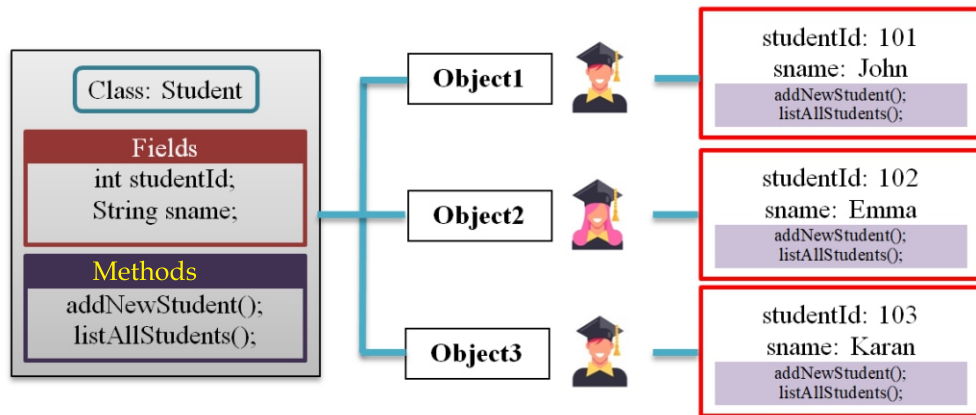 Class: Student
Fields
int studentId;
String sname;
Methods
addNewStudent();
listAllStudents();
Object1
studentId: 101
sname: John
addNewStudent();
listAllStudents();
Object2
studentId: 102
sname: Emma
addNewStudent();
listAllStudents();
Object3
studentId: 103
sname: Karan
addNewStudent();
listAllStudents();